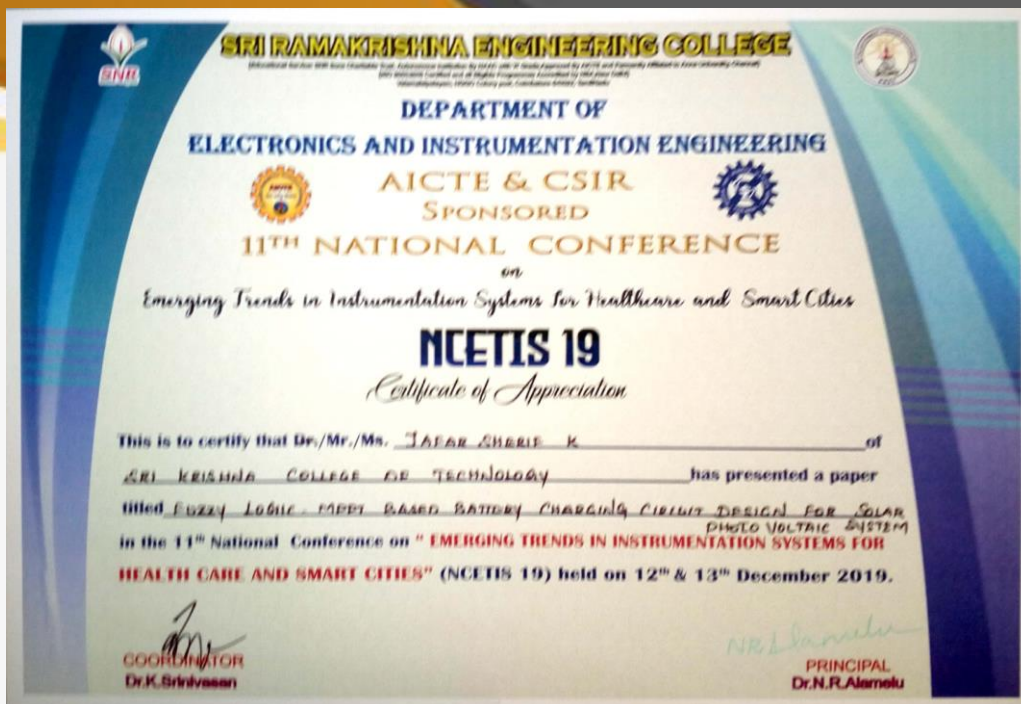 SNR
SRI RAMAKRISHNA ENGINEERING COLLEGE
DEPARTMENT OF
ELECTRONICS AND INSTRUMENTATION ENGINEERING
AICTE & CSIR
SPONSORED
11TH NATIONAL CONFERENCE
on
Emerging Trends in Instrumentation Systems for Healthcare and Smart Cities
NCETIS 19
Certificate of Appreciation
This is to certify that Dr./Mr./Ms. JAFAR SHERIF K of
SRI KRISHNA COLLEGE OF TECHNOLOGY has presented a paper
titled FUZZY LOGIC MPPT BASED BATTERY CHARGING CIRCUIT DESIGN FOR SOLAR
PHOTO VOLTAIC SYSTEM
in the 11th National Conference on "EMERGING TRENDS IN INSTRUMENTATION SYSTEMS FOR
HEALTH CARE AND SMART CITIES" (NCETIS 19) held on 12th & 13th December 2019.
COORDINATOR
Dr.K.Srinivasan
PRINCIPAL
Dr.N.R.Alamelu